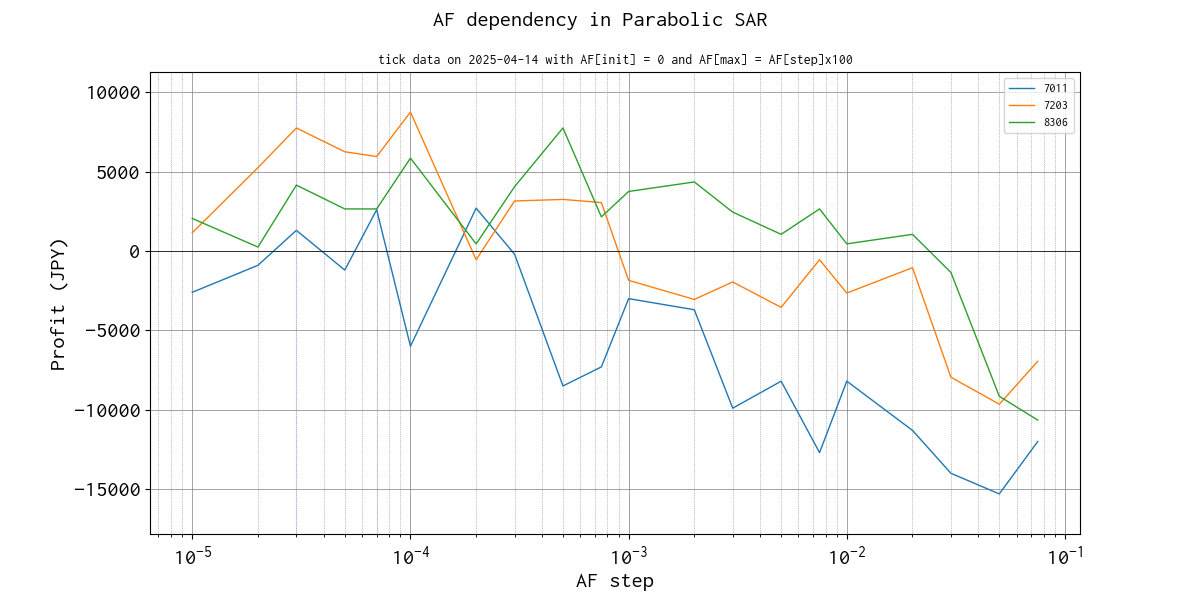 AF dependency in Parabolic SAR
tick data on 2025-04-14 with AF[init] = 0 and AF[max] = AF[step]x100
7011
7203
8306
10000
5000
0
−5000
−10000
−15000
Profit (JPY)
10⁻⁵ 10⁻⁴ 10⁻³ 10⁻² 10⁻¹
AF step